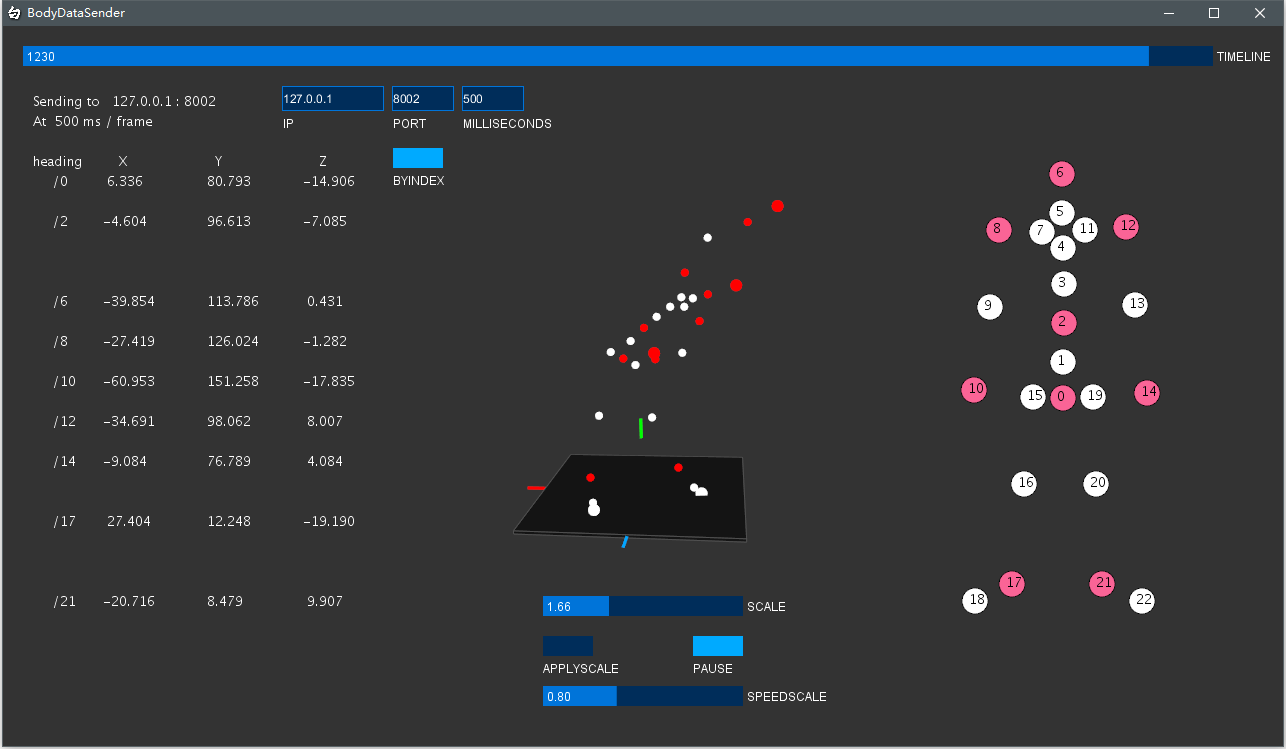 BodyDataSender
1230 TIMELINE
Sending to 127.0.0.1 : 8002
At 500 ms / frame
127.0.0.1 8002 500
IP PORT MILLISECONDS
heading X Y Z
/0 6.336 80.793 −14.906
BYINDEX
/2 −4.604 96.613 −7.085
/6 −39.854 113.786 0.431
/8 −27.419 126.024 −1.282
/10 −60.953 151.258 −17.835
/12 −34.691 98.062 8.007
/14 −9.084 76.789 4.084
/17 27.404 12.248 −19.190
/21 −20.716 8.479 9.907
1.66 SCALE
APPLYSCALE PAUSE
0.80 SPEEDSCALE
6
5
8 7 11 12
4
3
9 13
2
1
10 15 0 19 14
16 20
17 21
18 22